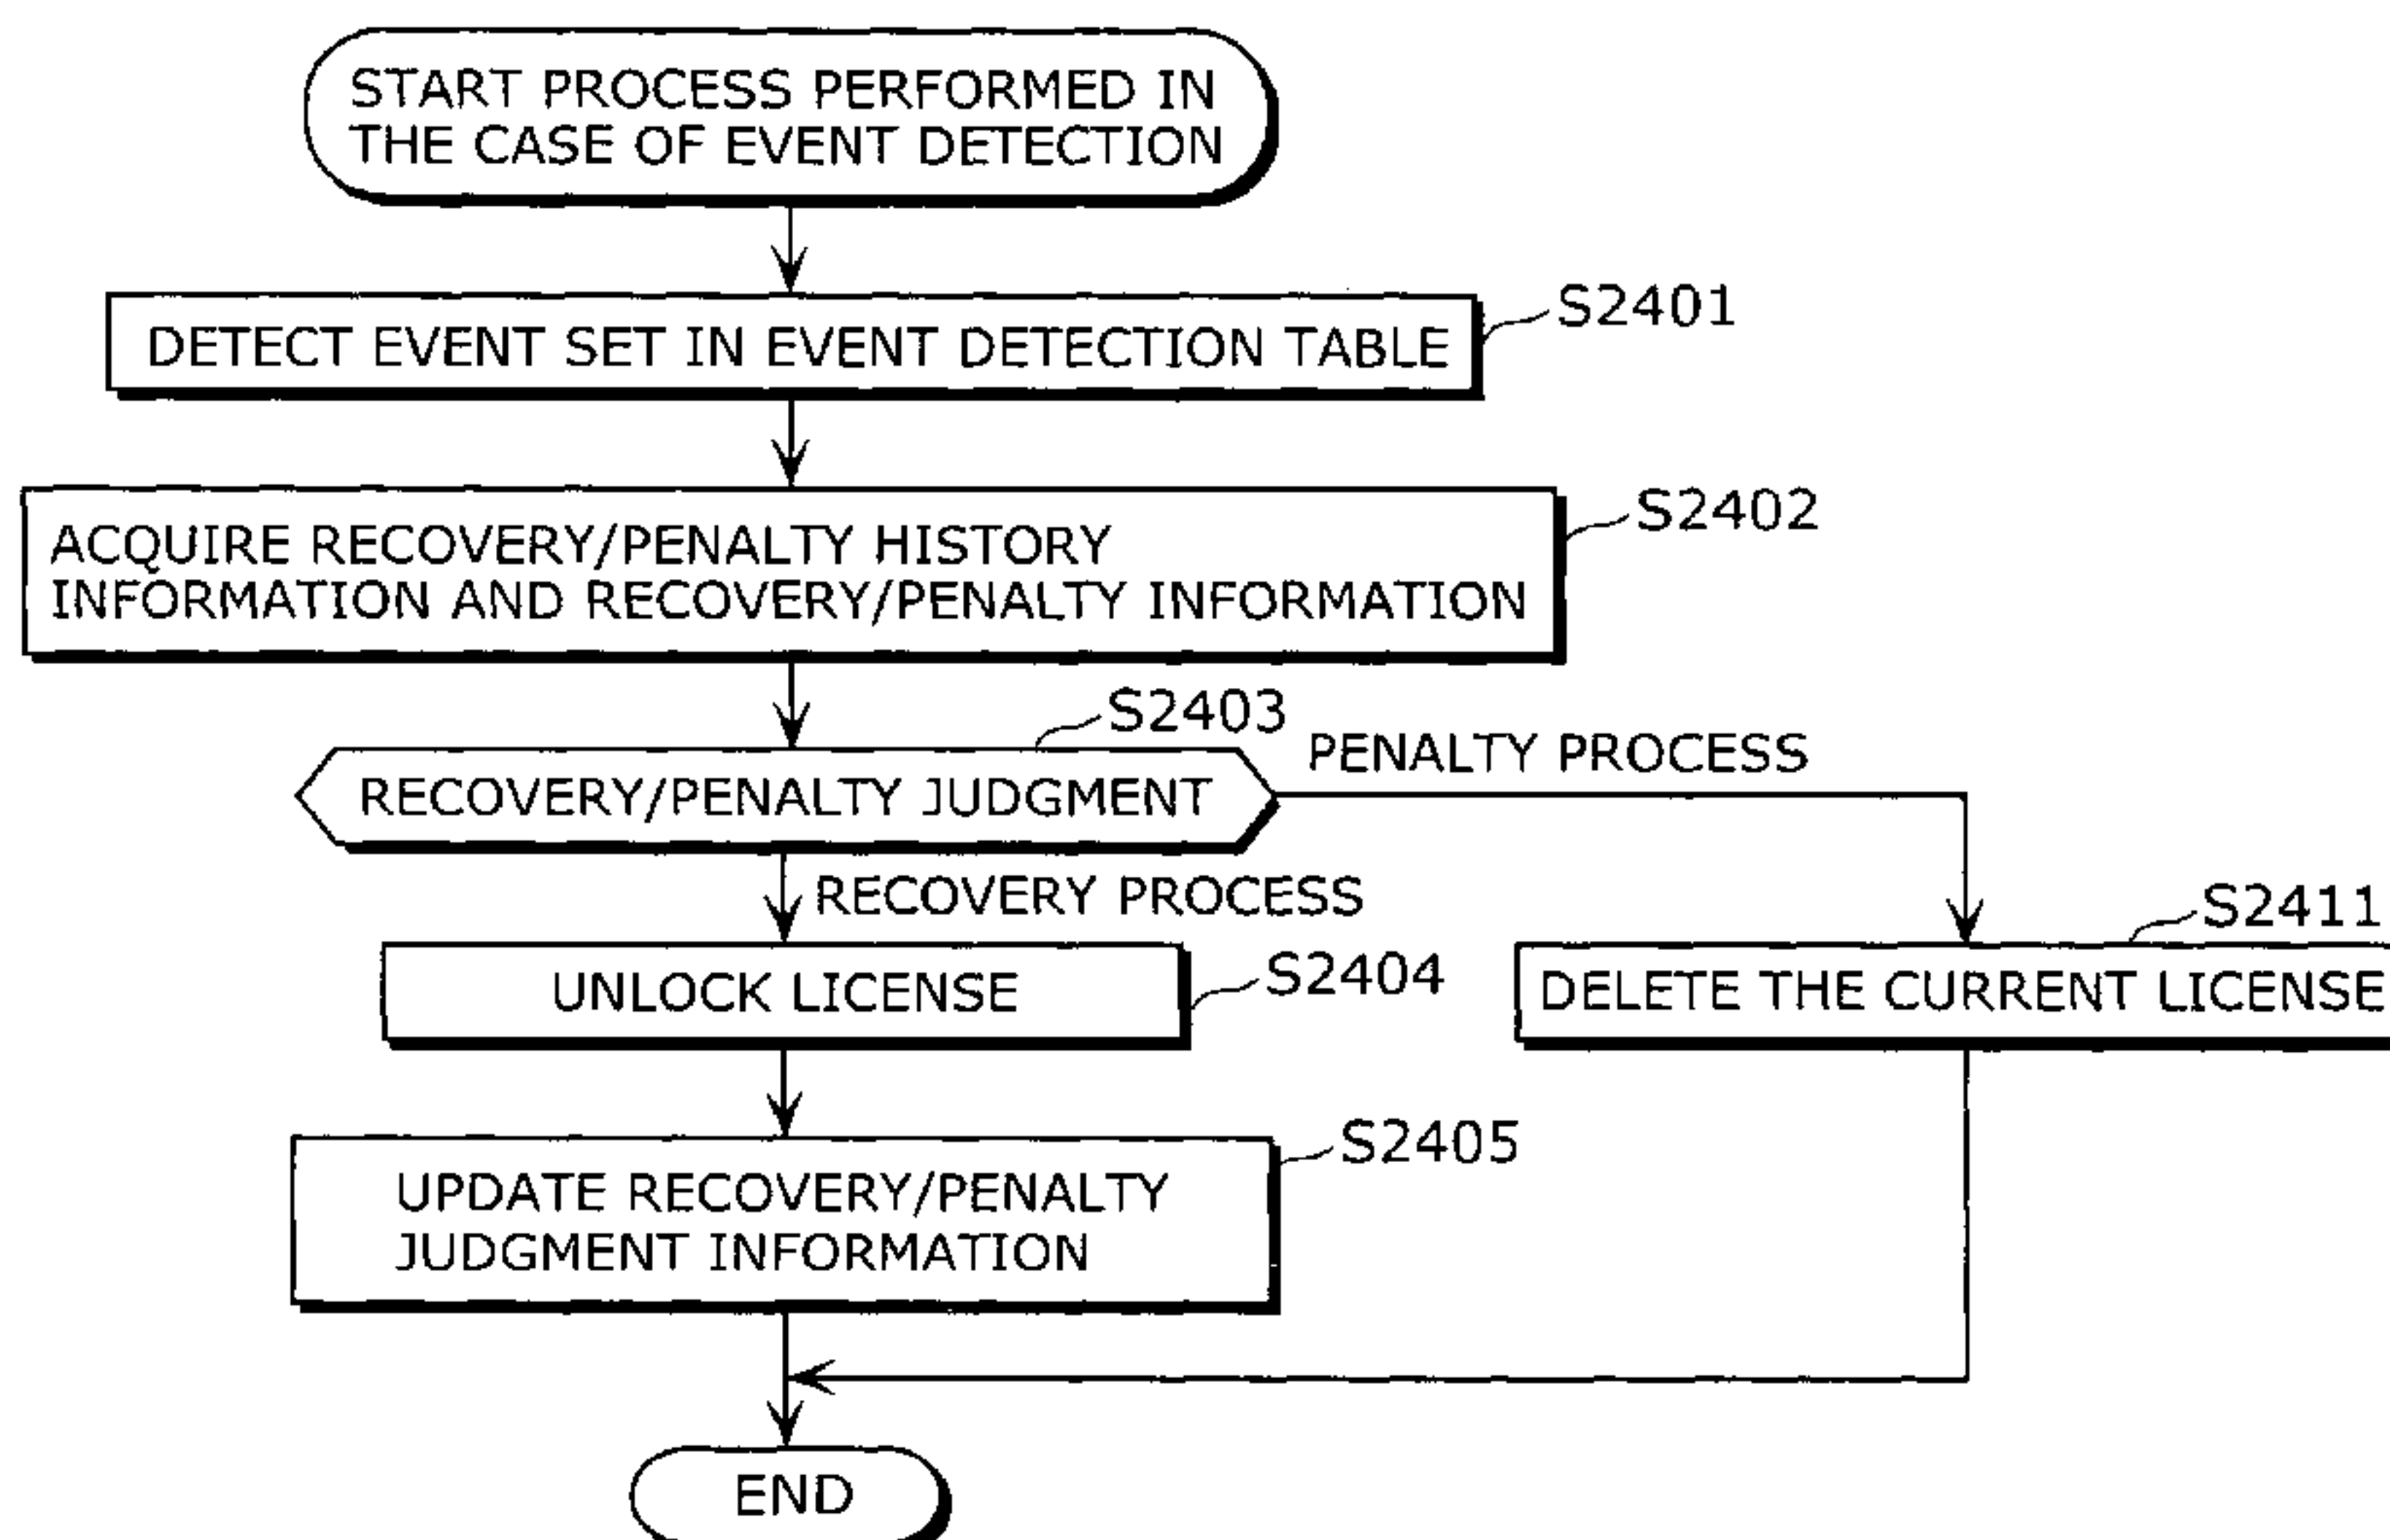 START PROCESS PERFORMED IN
THE CASE OF EVENT DETECTION
S2401
DETECT EVENT SET IN EVENT DETECTION TABLE
S2402
ACQUIRE RECOVERY/PENALTY HISTORY
INFORMATION AND RECOVERY/PENALTY INFORMATION
S2403
PENALTY PROCESS
RECOVERY/PENALTY JUDGMENT
RECOVERY PROCESS
S2411
S2404
UNLOCK LICENSE
DELETE THE CURRENT LICENSE
S2405
UPDATE RECOVERY/PENALTY
JUDGMENT INFORMATION
END